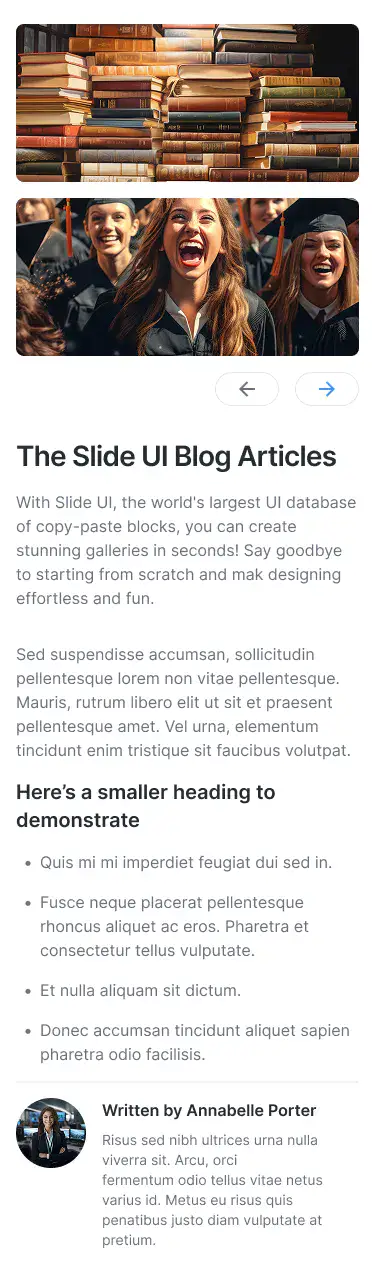 The Slide UI Blog Articles
With Slide UI, the world's largest UI database
of copy-paste blocks, you can create
stunning galleries in seconds! Say goodbye
to starting from scratch and mak designing
effortless and fun.
Sed suspendisse accumsan, sollicitudin
pellentesque lorem non vitae pellentesque.
Mauris, rutrum libero elit ut sit et praesent
pellentesque amet. Vel urna, elementum
tincidunt enim tristique sit faucibus volutpat.
Here’s a smaller heading to
demonstrate
• Quis mi mi imperdiet feugiat dui sed in.
• Fusce neque placerat pellentesque
rhoncus aliquet ac eros. Pharetra et
consectetur tellus vulputate.
• Et nulla aliquam sit dictum.
• Donec accumsan tincidunt aliquet sapien
pharetra odio facilisis.
Written by Annabelle Porter
Risus sed nibh ultrices urna nulla
viverra sit. Arcu, orci
fermentum odio tellus vitae netus
varius id. Metus eu risus quis
penatibus justo diam vulputate at
pretium.